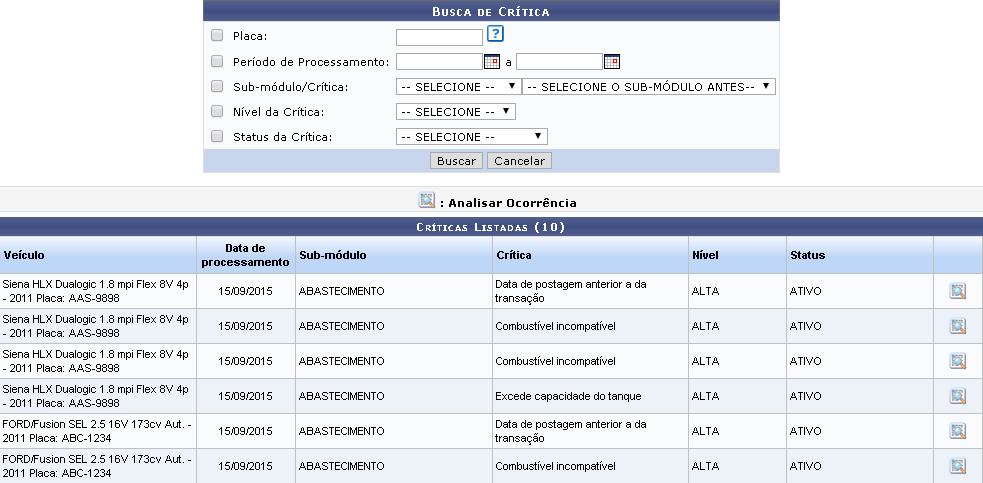 Busca de Crítica
Placa: ?
Período de Processamento: a
Sub-módulo/Crítica: -- SELECIONE -- -- SELECIONE O SUB-MÓDULO ANTES--
Nível da Crítica: -- SELECIONE --
Status da Crítica: -- SELECIONE --
Buscar Cancelar
: Analisar Ocorrência
Críticas Listadas (10)
Veículo Data de processamento Sub-módulo Crítica Nível Status
Siena HLX Dualogic 1.8 mpi Flex 8V 4p
- 2011 Placa: AAS-9898 15/09/2015 ABASTECIMENTO Data de postagem anterior a da
transação ALTA ATIVO
Siena HLX Dualogic 1.8 mpi Flex 8V 4p
- 2011 Placa: AAS-9898 15/09/2015 ABASTECIMENTO Combustível incompatível ALTA ATIVO
Siena HLX Dualogic 1.8 mpi Flex 8V 4p
- 2011 Placa: AAS-9898 15/09/2015 ABASTECIMENTO Combustível incompatível ALTA ATIVO
Siena HLX Dualogic 1.8 mpi Flex 8V 4p
- 2011 Placa: AAS-9898 15/09/2015 ABASTECIMENTO Excede capacidade do tanque ALTA ATIVO
FORD/Fusion SEL 2.5 16V 173cv Aut. -
2011 Placa: ABC-1234 15/09/2015 ABASTECIMENTO Data de postagem anterior a da
transação ALTA ATIVO
FORD/Fusion SEL 2.5 16V 173cv Aut. -
2011 Placa: ABC-1234 15/09/2015 ABASTECIMENTO Combustível incompatível ALTA ATIVO